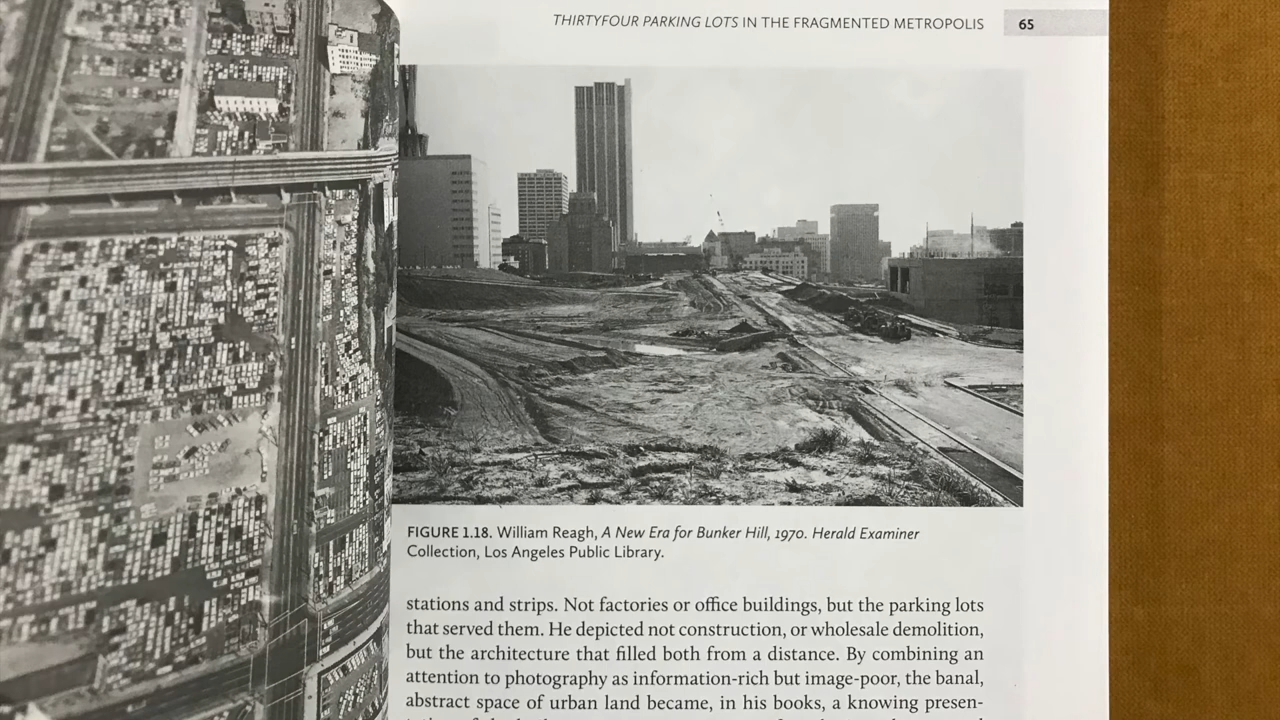 THIRTYFOUR PARKING LOTS IN THE FRAGMENTED METROPOLIS 65
FIGURE 1.18. William Reagh, A New Era for Bunker Hill, 1970. Herald Examiner
Collection, Los Angeles Public Library.
stations and strips. Not factories or office buildings, but the parking lots
that served them. He depicted not construction, or wholesale demolition,
but the architecture that filled both from a distance. By combining an
attention to photography as information-rich but image-poor, the banal,
abstract space of urban land became, in his books, a knowing presen-